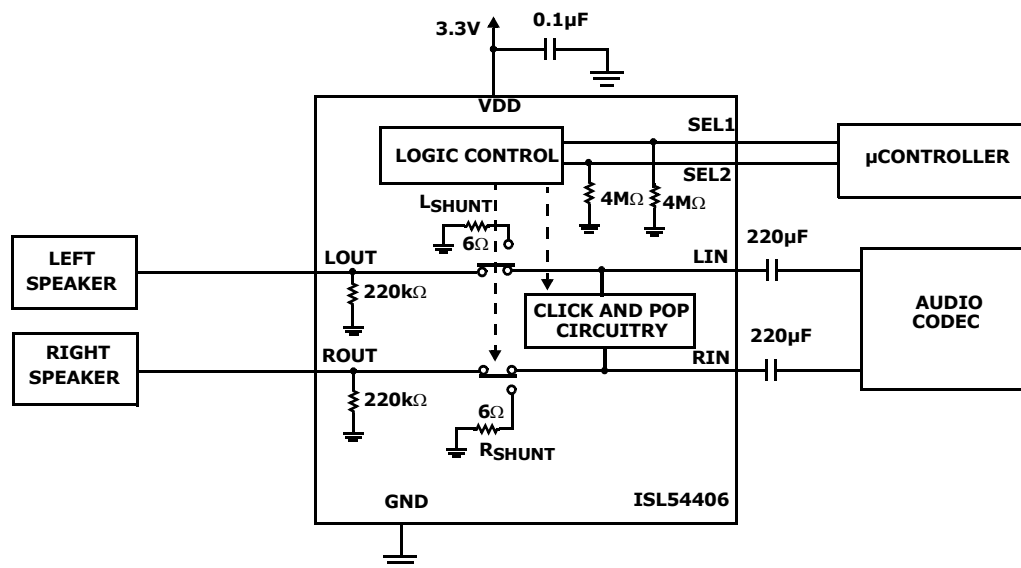 3.3V
0.1µF
VDD
LOGIC CONTROL
SEL1
SEL2
µCONTROLLER
4MΩ
4MΩ
LSHUNT
6Ω
LEFT
SPEAKER
LOUT
220kΩ
LIN
220µF
CLICK AND POP
CIRCUITRY
AUDIO
CODEC
RIGHT
SPEAKER
ROUT
220kΩ
RIN
220µF
6Ω
RSHUNT
GND
ISL54406